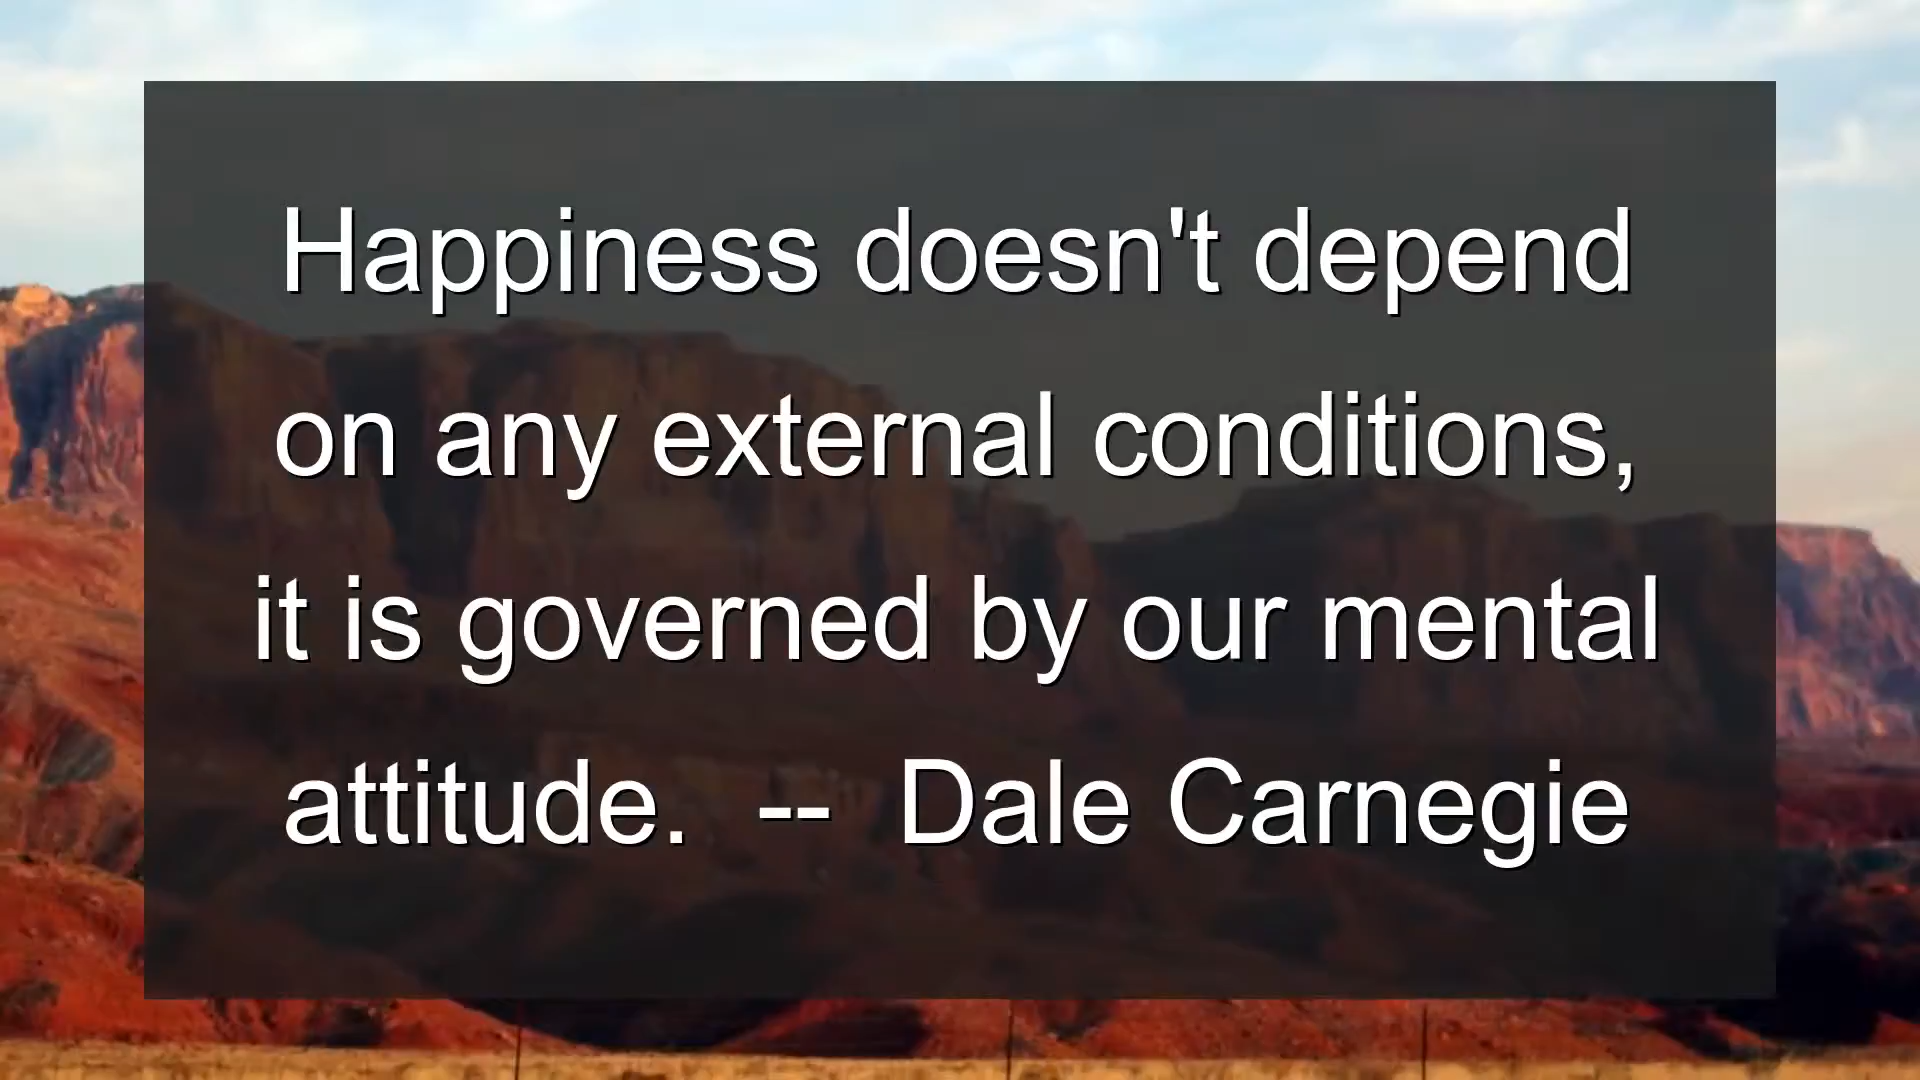 Happiness doesn't depend
on any external conditions,
it is governed by our mental
attitude.  --  Dale Carnegie